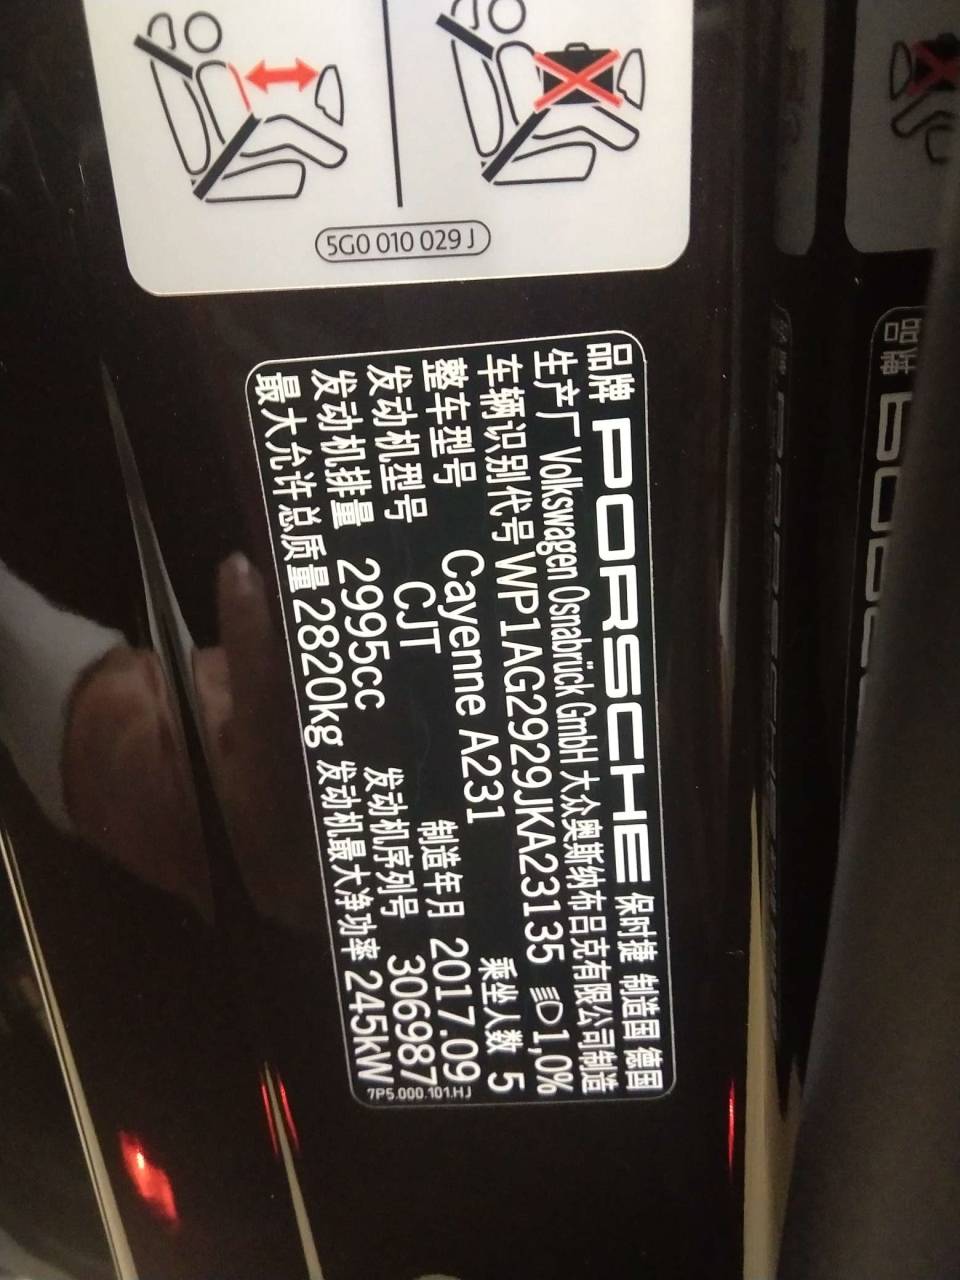 5G0 010 029 J
品牌 PORSCHE 保时捷 制造国 德国
生产厂 Volkswagen Osnabrück GmbH 大众奥斯纳布吕克有限公司制造
车辆识别代号 WP1AG2929JKA23135 1,0%
整车型号 Cayenne A231 乘坐人数 5
发动机型号 CJT 制造年月 2017.09
发动机排量 2995cc 发动机序列号 306987
最大允许总质量 2820kg 发动机最大净功率 245kW
7P5.000.101.HJ
品牌